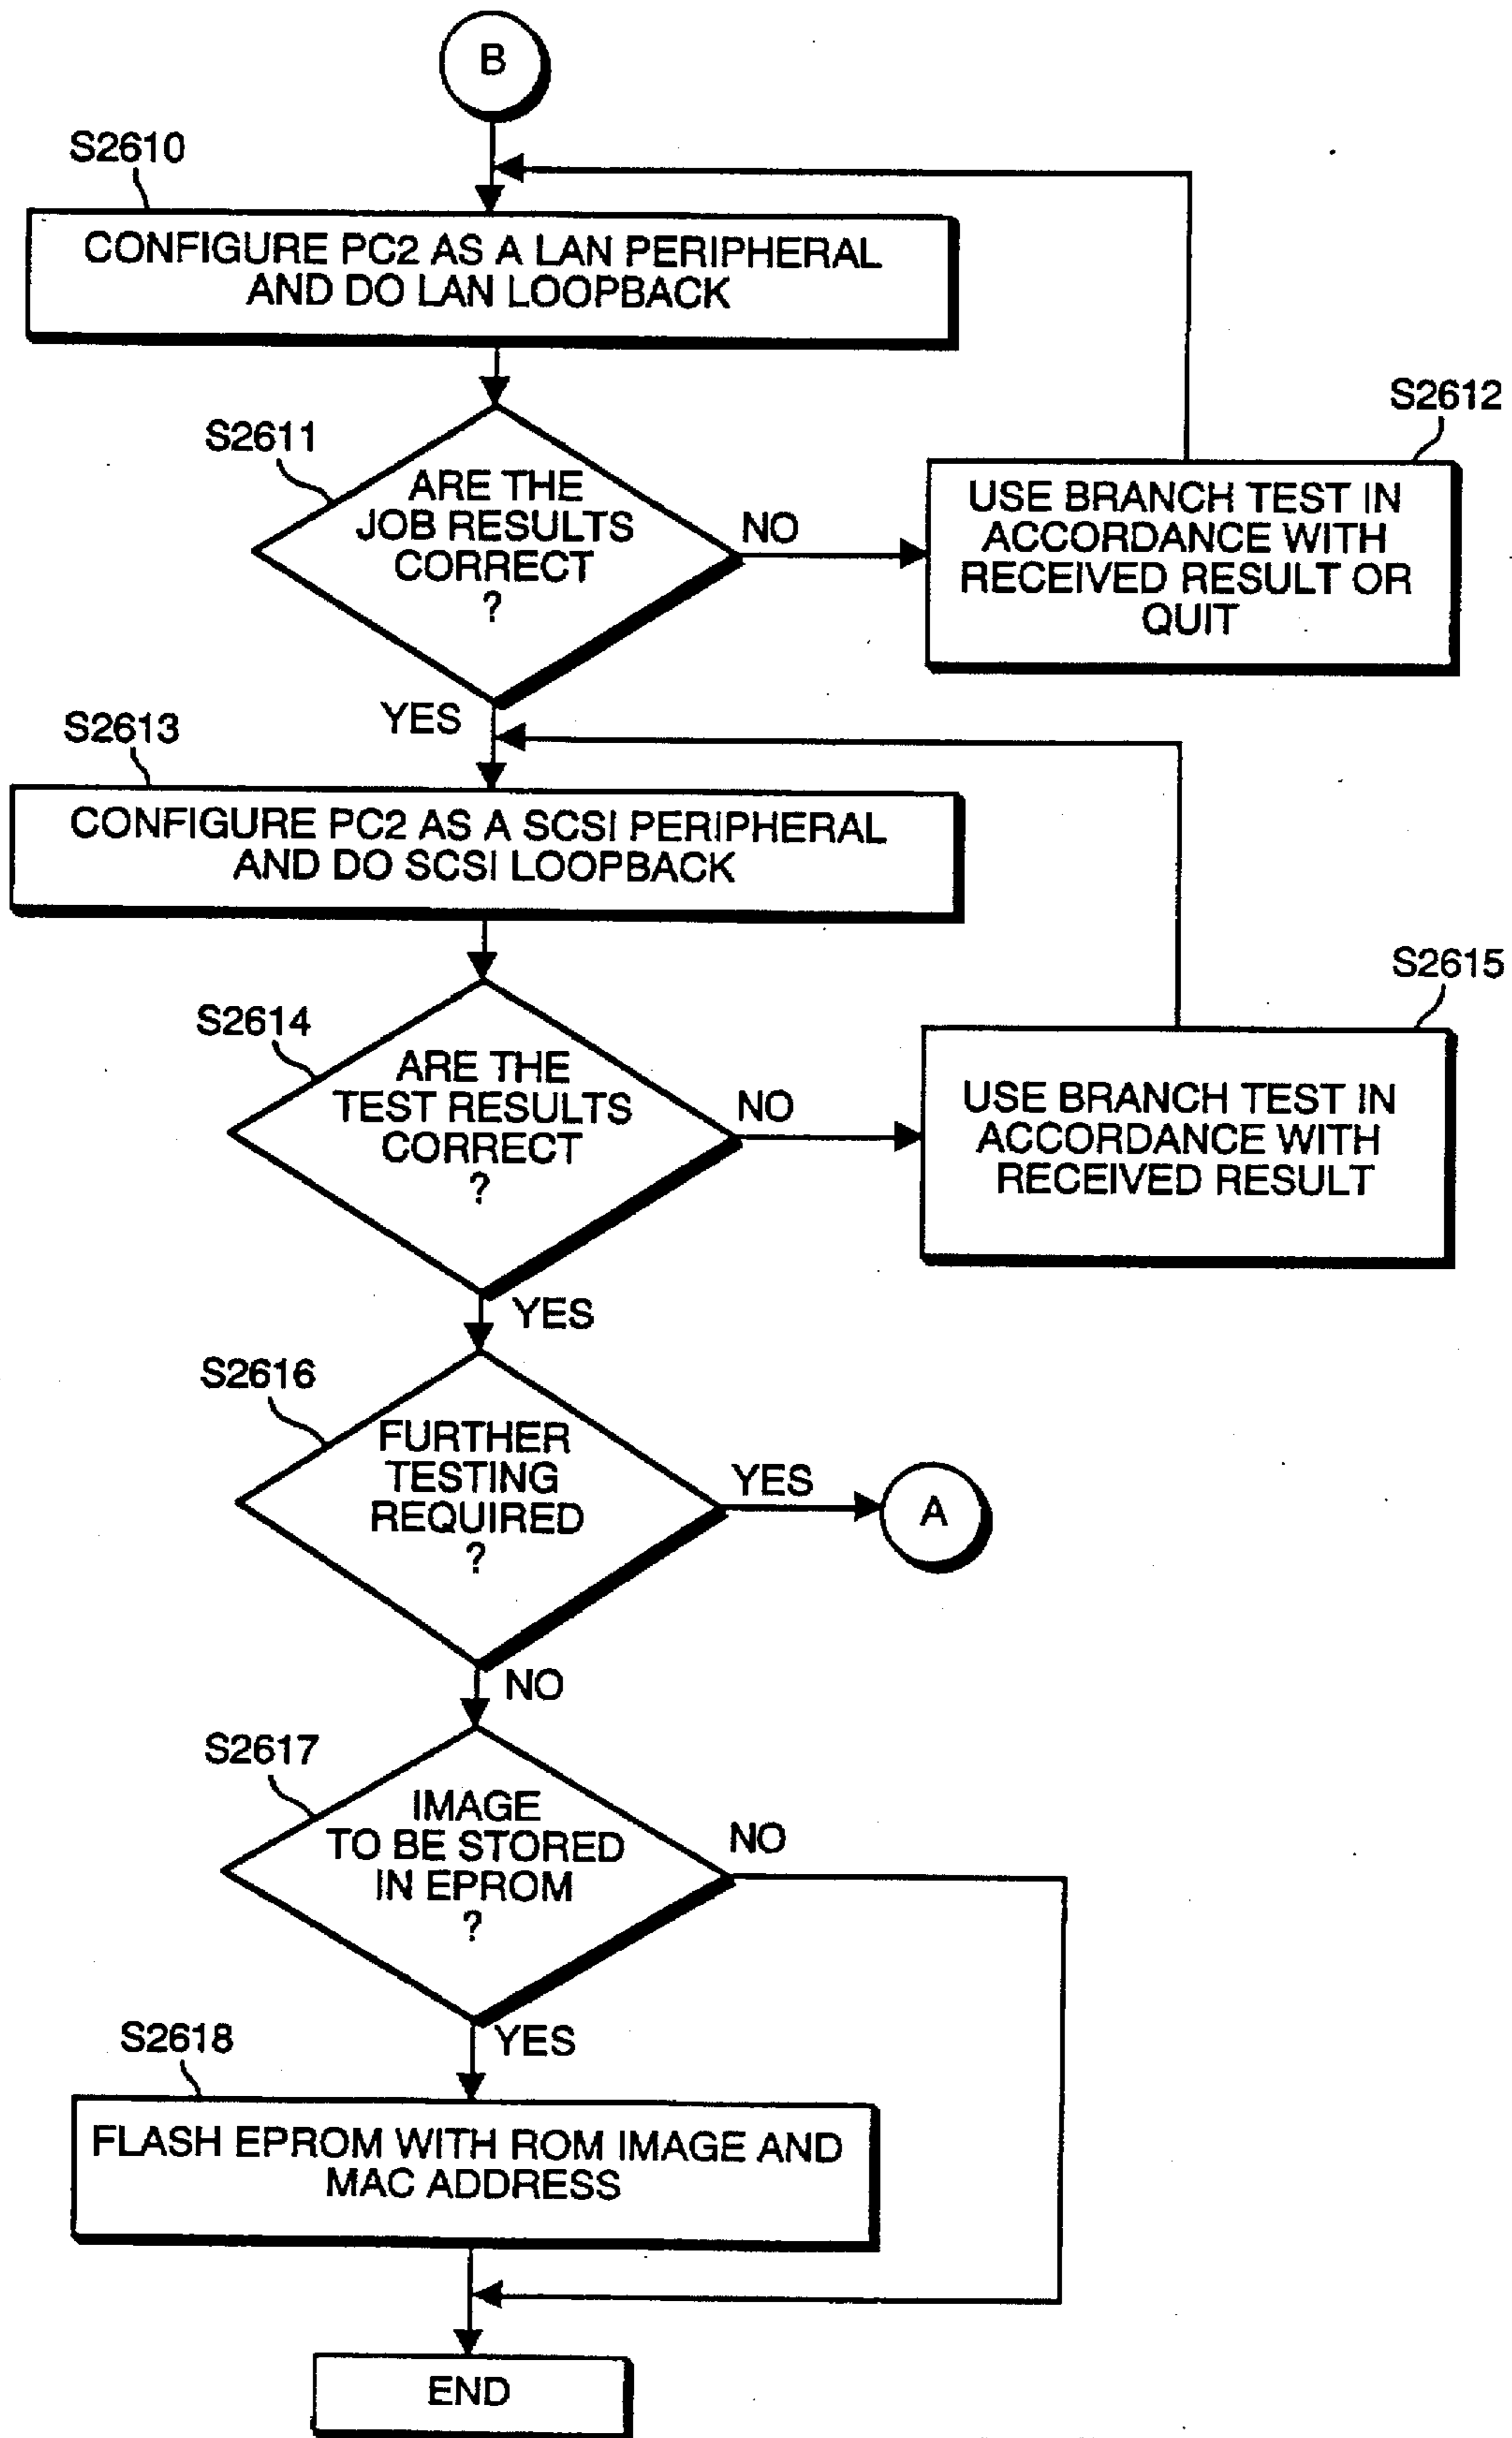 B
S2610
CONFIGURE PC2 AS A LAN PERIPHERAL
AND DO LAN LOOPBACK
S2611
ARE THE
JOB RESULTS
CORRECT
?
NO
S2612
USE BRANCH TEST IN
ACCORDANCE WITH
RECEIVED RESULT OR
QUIT
YES
S2613
CONFIGURE PC2 AS A SCSI PERIPHERAL
AND DO SCSI LOOPBACK
S2614
ARE THE
TEST RESULTS
CORRECT
?
NO
S2615
USE BRANCH TEST IN
ACCORDANCE WITH
RECEIVED RESULT
YES
S2616
FURTHER
TESTING
REQUIRED
?
YES
A
NO
S2617
IMAGE
TO BE STORED
IN EPROM
?
NO
YES
S2618
FLASH EPROM WITH ROM IMAGE AND
MAC ADDRESS
END